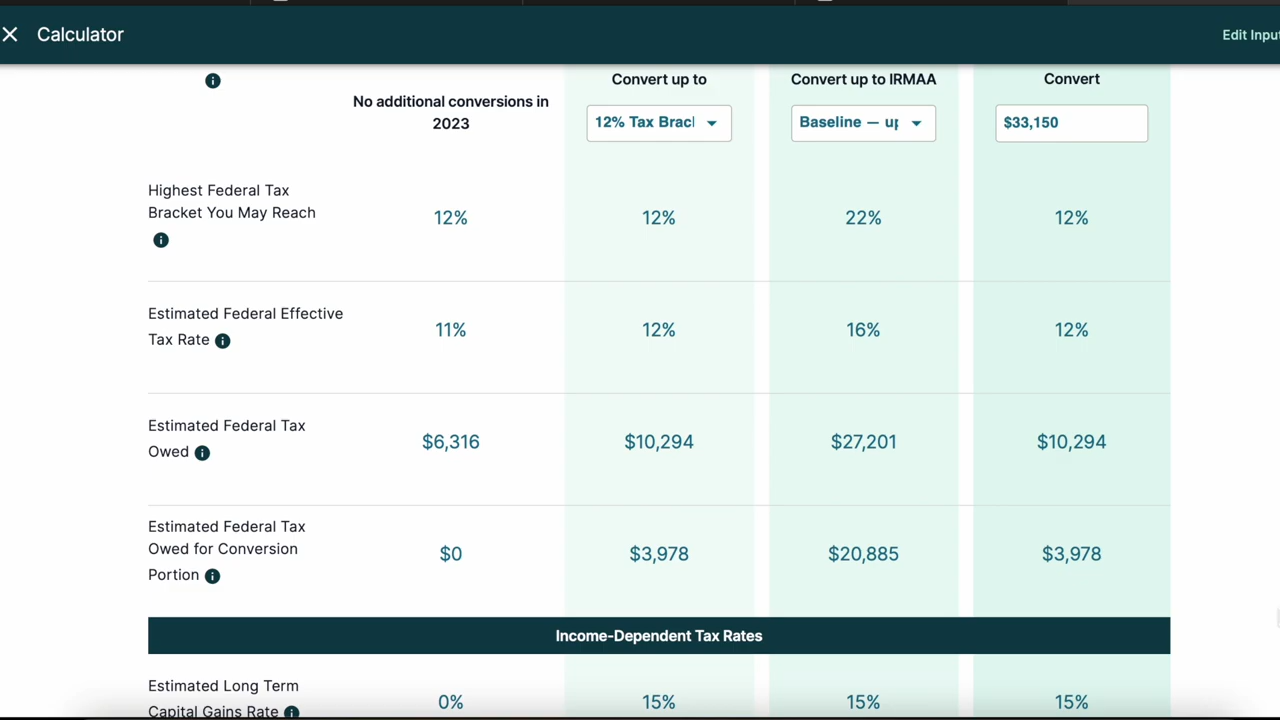 Calculator
Edit Inpu
No additional conversions in
2023
Convert up to
12% Tax Brac
Convert up to IRMAA
Baseline — up
Convert
$33,150
Highest Federal Tax
Bracket You May Reach
12%
12%
22%
12%
Estimated Federal Effective
Tax Rate
11%
12%
16%
12%
Estimated Federal Tax
Owed
$6,316
$10,294
$27,201
$10,294
Estimated Federal Tax
Owed for Conversion
Portion
$0
$3,978
$20,885
$3,978
Income-Dependent Tax Rates
Estimated Long Term
Capital Gains Rate
0%
15%
15%
15%